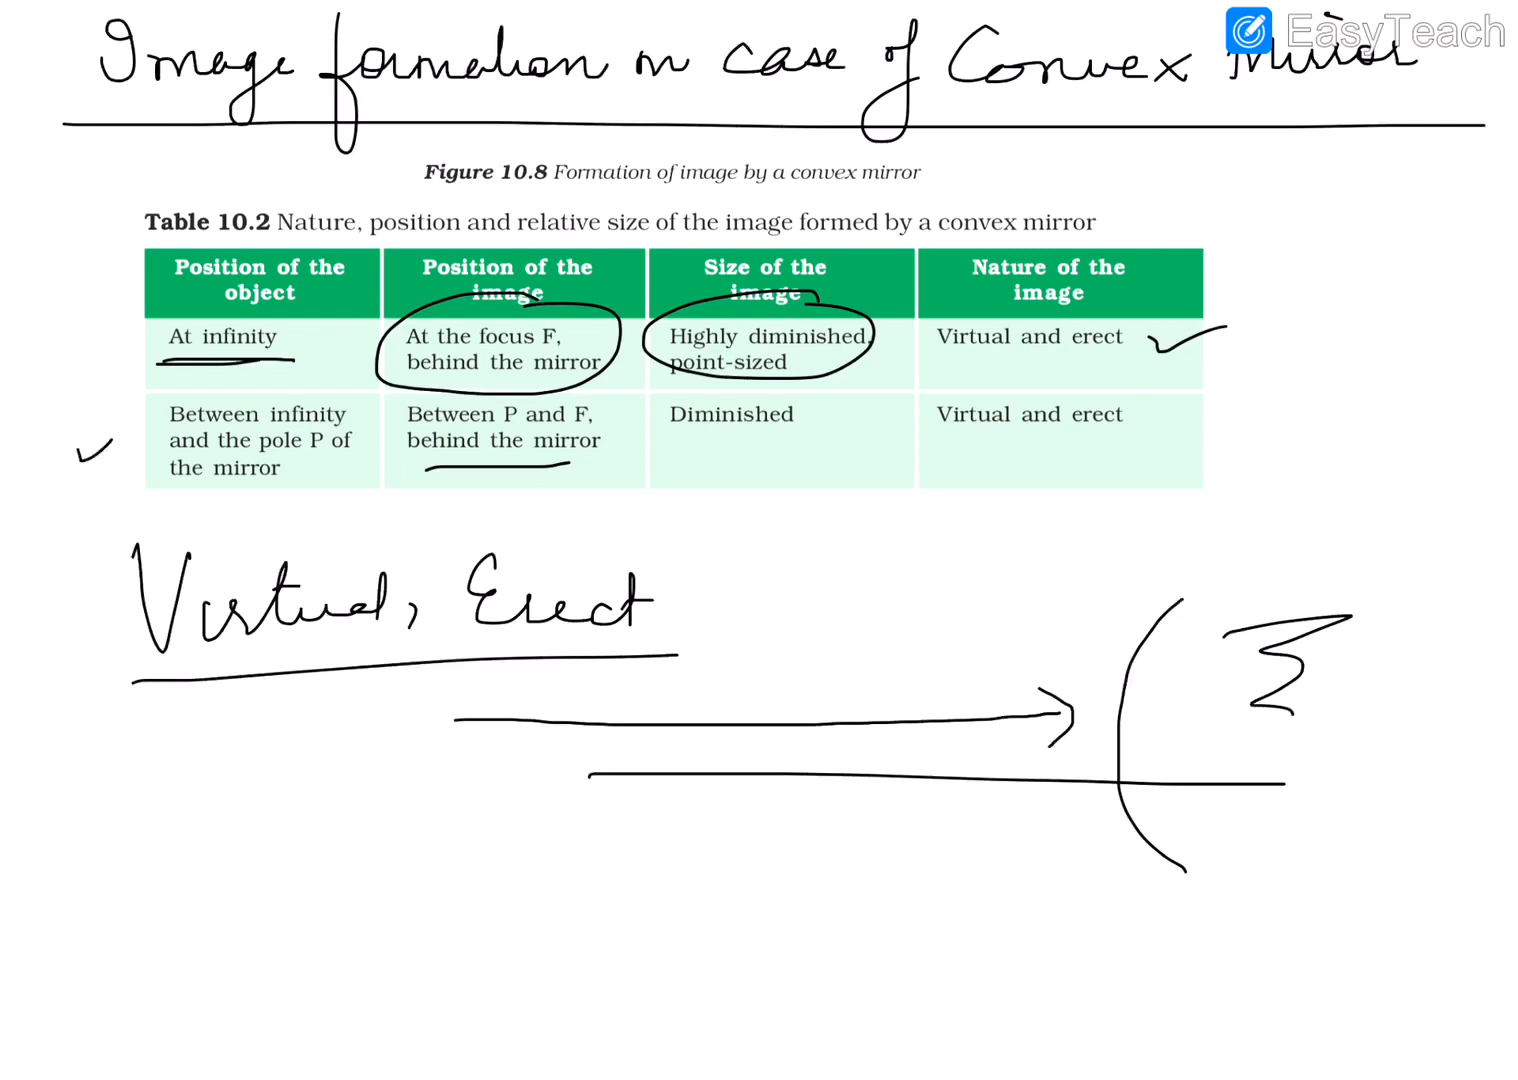 Image formation in case of Convex Mirror
EasyTeach
Figure 10.8 Formation of image by a convex mirror
Table 10.2 Nature, position and relative size of the image formed by a convex mirror
Position of the object
Position of the image
Size of the image
Nature of the image
At infinity
At the focus F, behind the mirror
Highly diminished, point-sized
Virtual and erect
Between infinity and the pole P of the mirror
Between P and F, behind the mirror
Diminished
Virtual and erect
Virtual, Erect